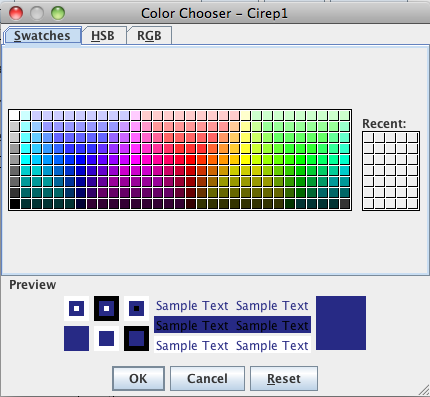 Color Chooser - Cirep1
Swatches HSB RGB
Recent:
Preview
Sample Text Sample Text
Sample Text Sample Text
Sample Text Sample Text
OK Cancel Reset